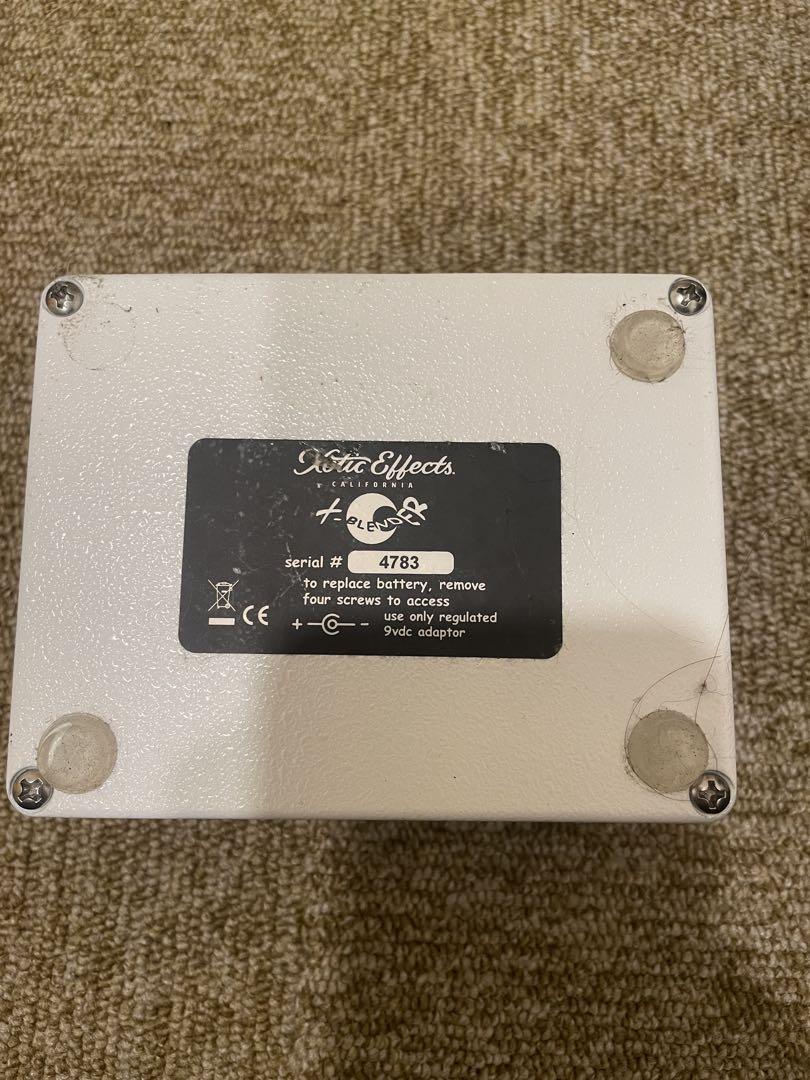 Xotic Effects.
CALIFORNIA
X-BLENDER
serial # 4783
to replace battery, remove
four screws to access
CE
+ -
use only regulated
9vdc adaptor